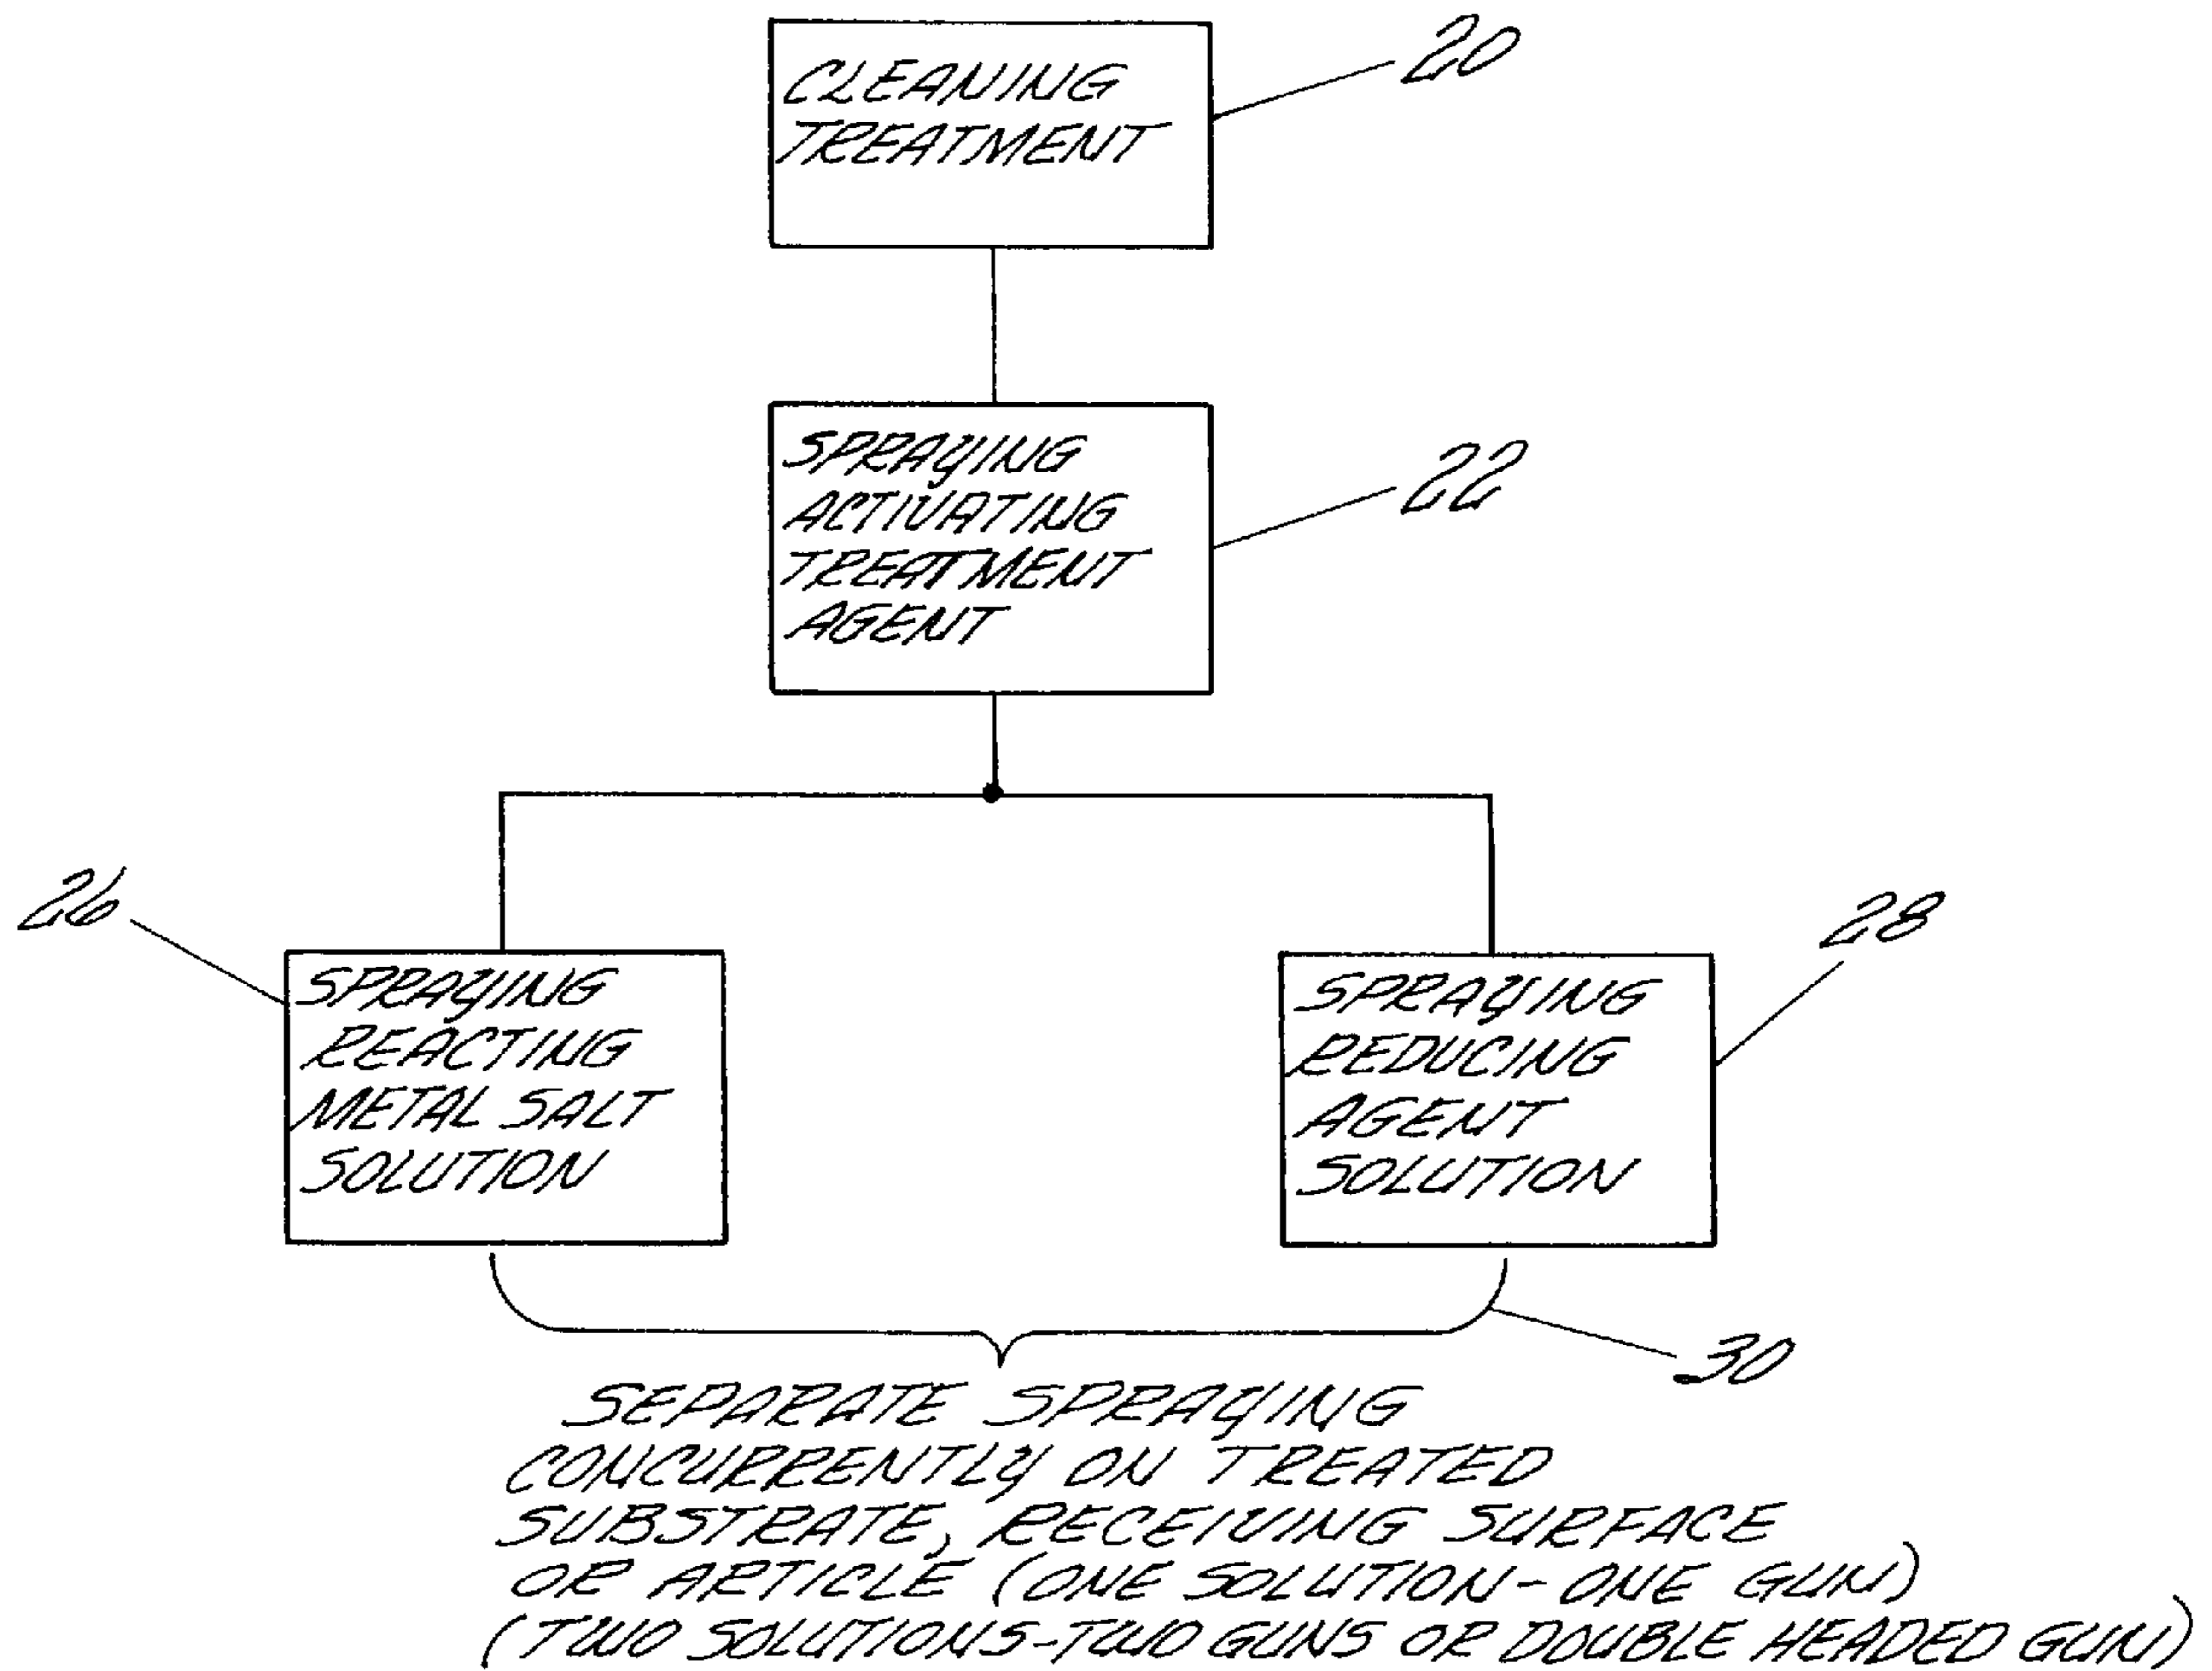 CLEANING
TREATMENT
20
SPRAYING
ACTIVATING
TREATMENT
AGENT
22
26
SPRAYING
REACTING
METAL SALT
SOLUTION
28
SPRAYING
REDUCING
AGENT
SOLUTION
30
SEPARATE SPRAYING
CONCURRENTLY ON TREATED
SUBSTRATE, RECEIVING SURFACE
OR ARTICLE (ONE SOLUTION-ONE GUN)
(TWO SOLUTIONS-TWO GUNS OR DOUBLE HEADED GUN)